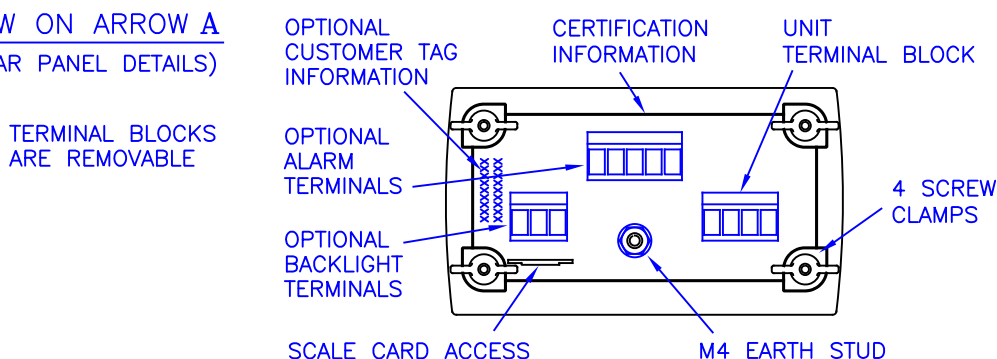 W ON ARROW A
AR PANEL DETAILS)
TERMINAL BLOCKS
ARE REMOVABLE
OPTIONAL
CUSTOMER TAG
INFORMATION
CERTIFICATION
INFORMATION
UNIT
TERMINAL BLOCK
OPTIONAL
ALARM
TERMINALS
OPTIONAL
BACKLIGHT
TERMINALS
4 SCREW
CLAMPS
SCALE CARD ACCESS
M4 EARTH STUD